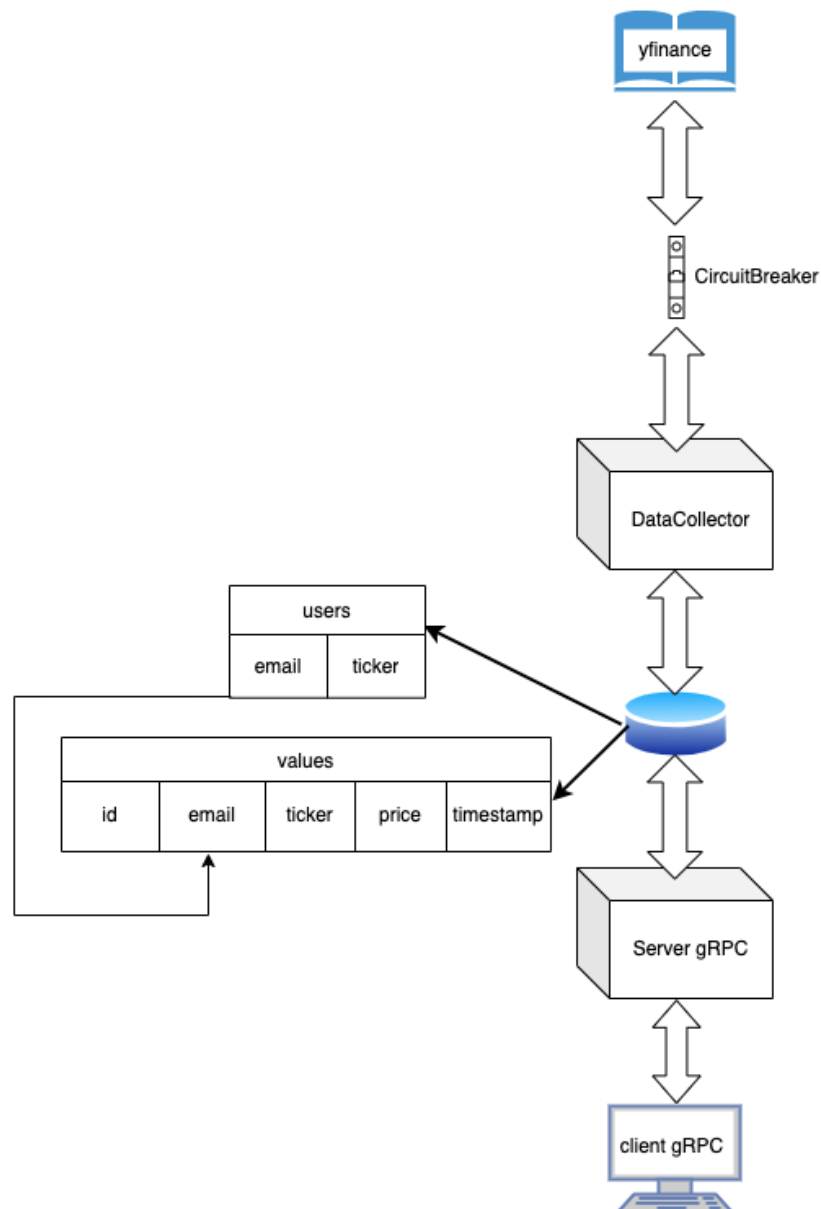 yfinance
CircuitBreaker
DataCollector
users
email
ticker
values
id
email
ticker
price
timestamp
Server gRPC
client gRPC